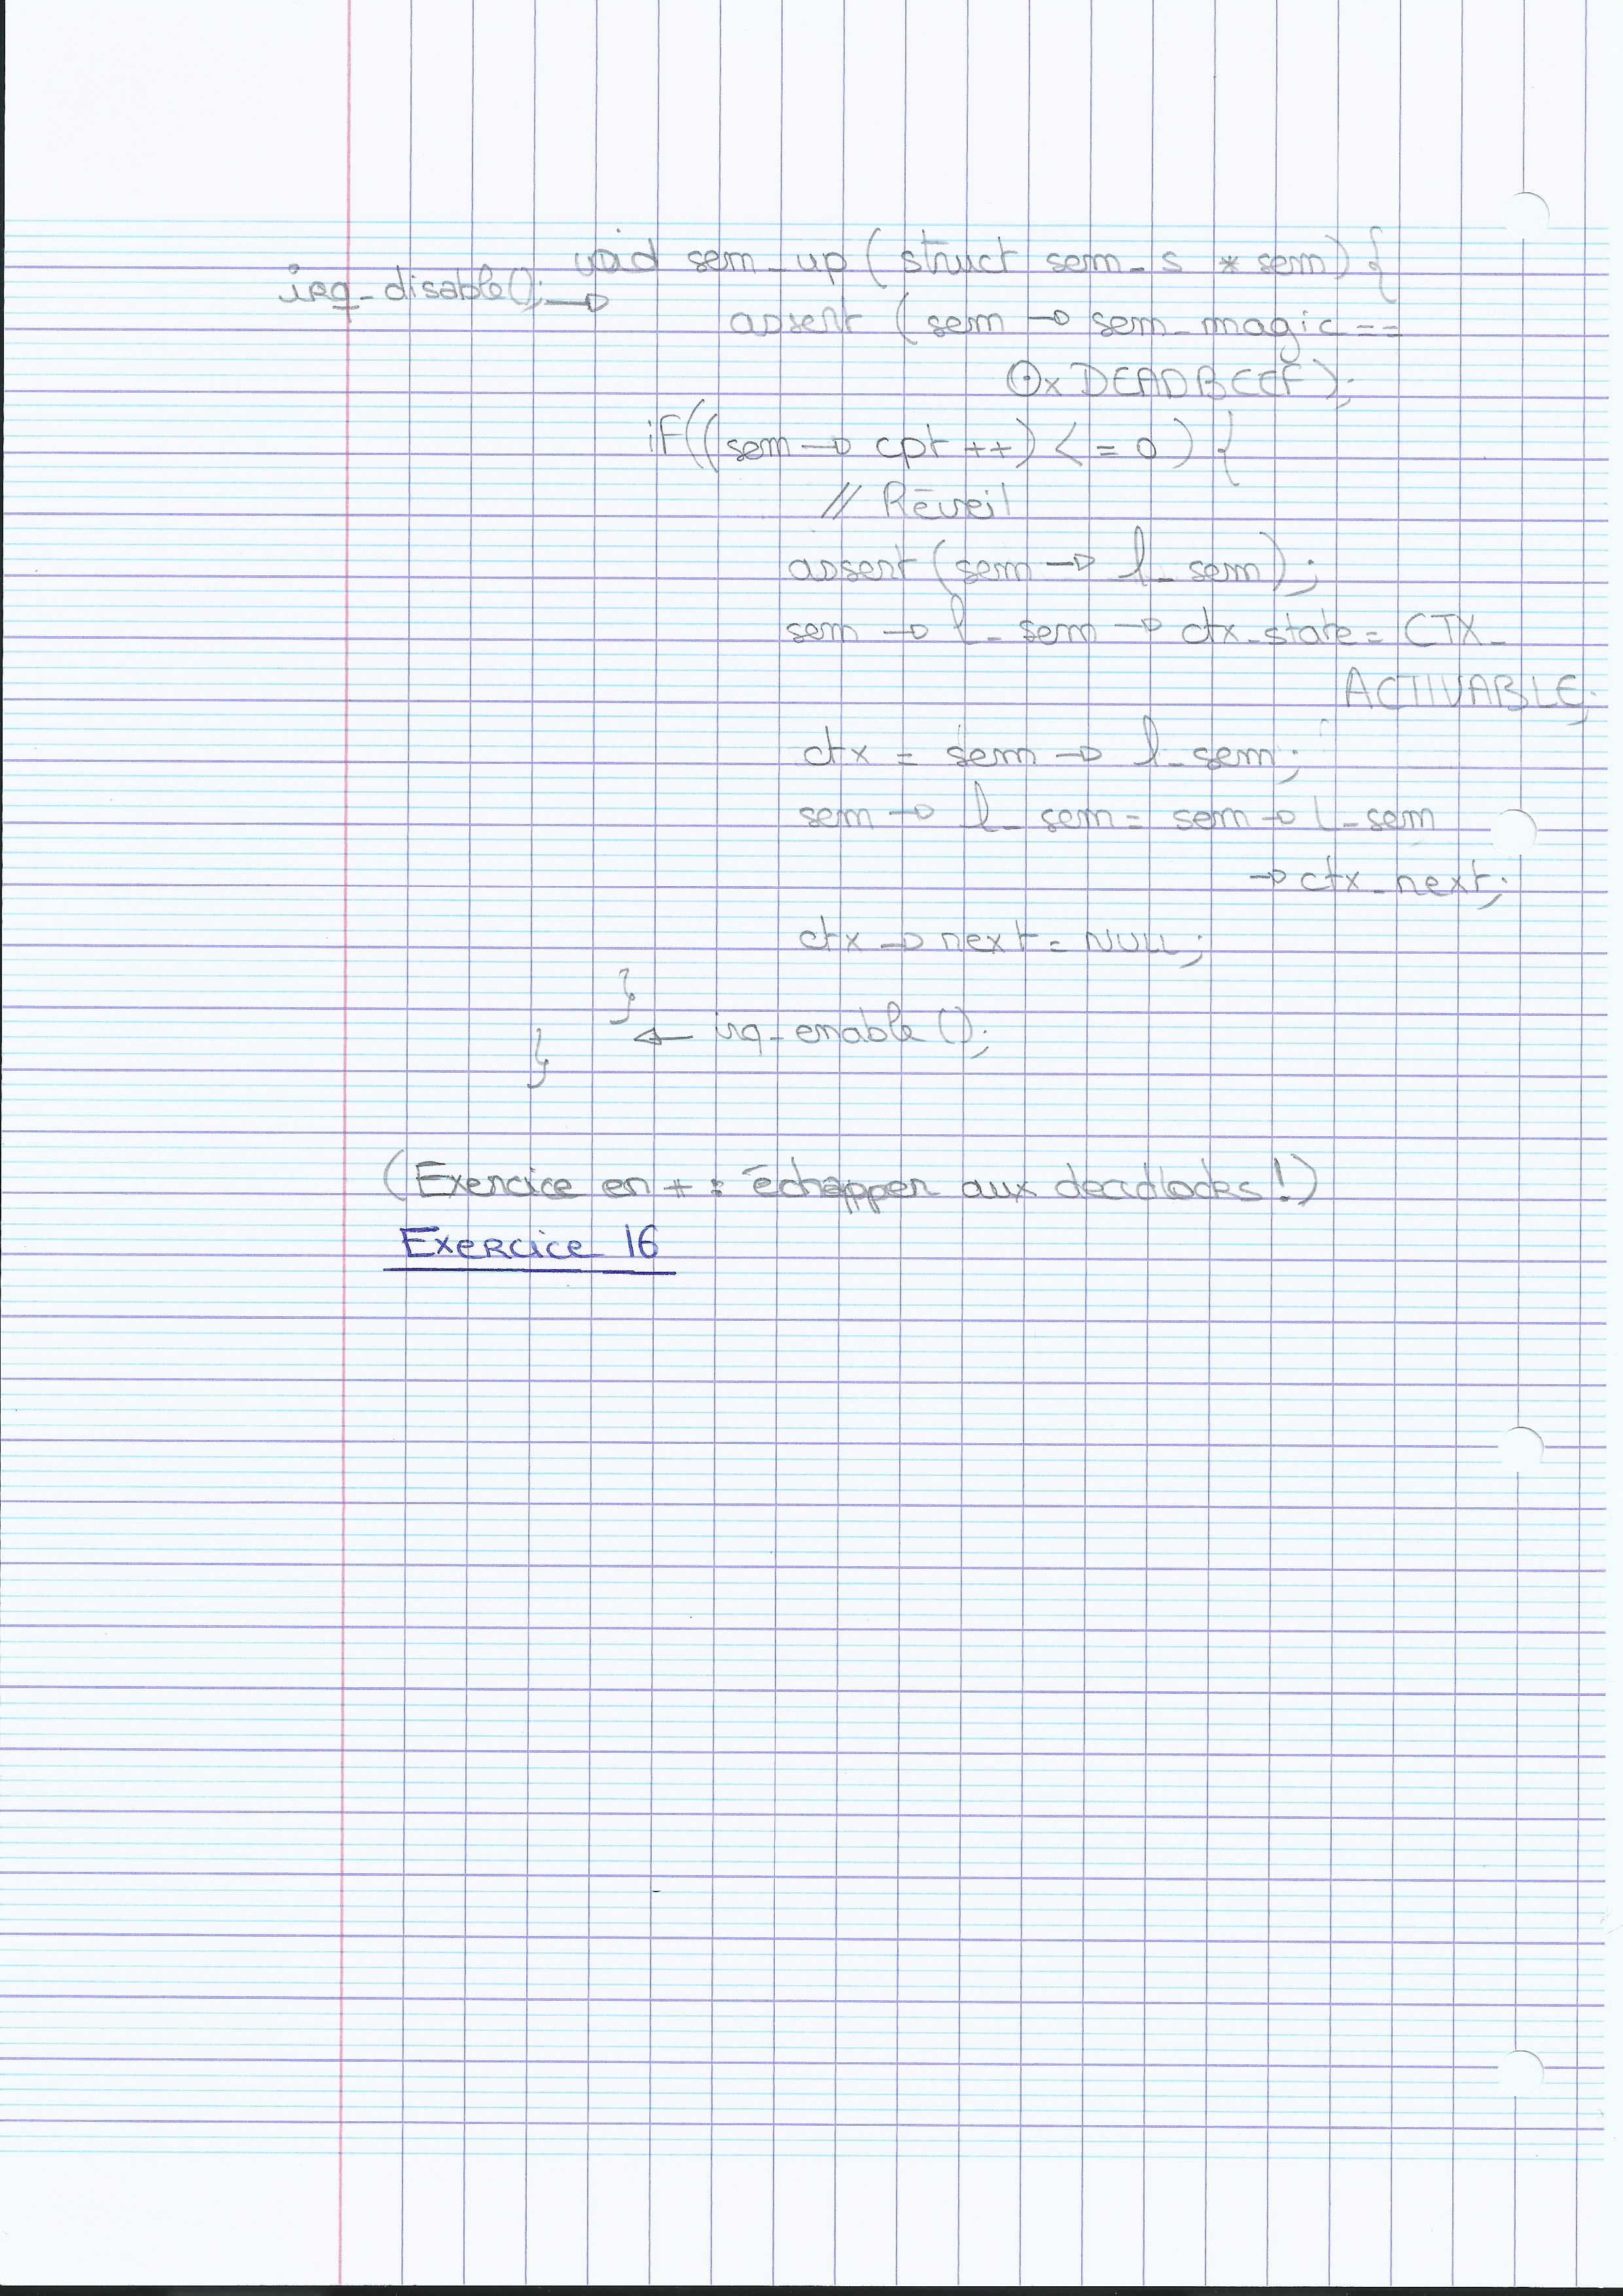 void sem_up (struct sem_s * sem) {
irq_disable(); →
assert (sem → sem_magic ==
0x DEADBEEF);
if((sem → cpt ++) <= 0) {
// Réveil
assert (sem → l_sem);
sem → l_sem → ctx_state = CTX_
ACTIVABLE;
ctx = sem → l_sem;
sem → l_sem = sem → l_sem
→ ctx_next;
ctx → next = NULL;
}
← irq_enable();
}
(Exercice en + : échapper aux deadlocks!)
Exercice 16